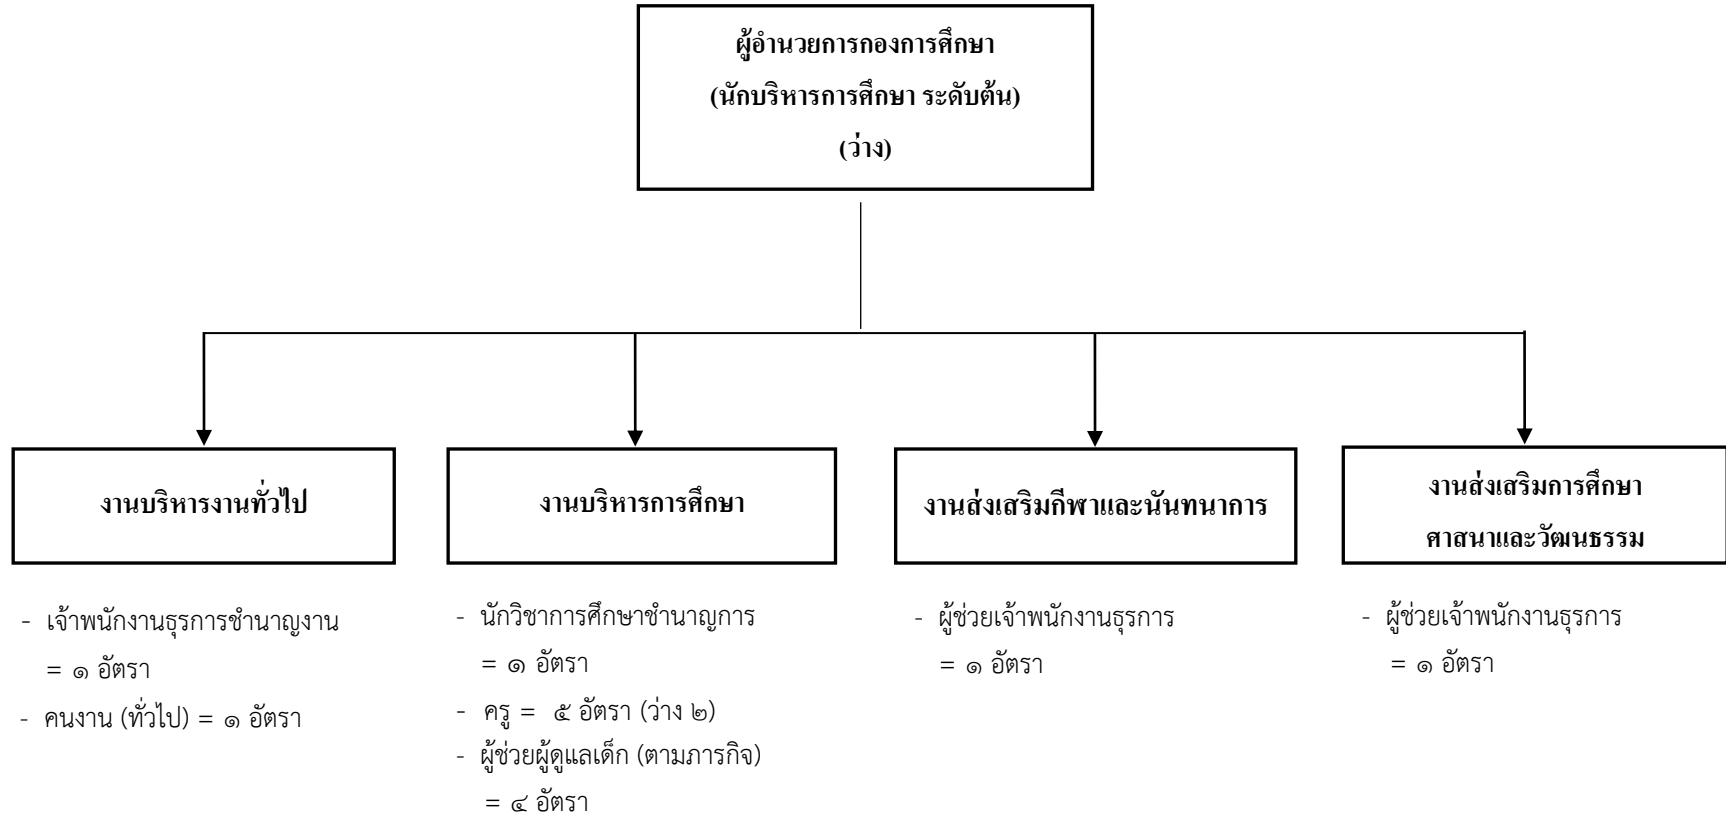 ผู้อำนวยการกองการศึกษา
(นักบริหารการศึกษา ระดับต้น)
(ว่าง)
งานบริหารงานทั่วไป
- เจ้าพนักงานธุรการชำนาญงาน
= ๑ อัตรา
- คนงาน (ทั่วไป) = ๑ อัตรา
งานบริหารการศึกษา
- นักวิชาการศึกษาชำนาญการ
= ๑ อัตรา
- ครู = ๕ อัตรา (ว่าง ๒)
- ผู้ช่วยผู้ดูแลเด็ก (ตามภารกิจ)
= ๔ อัตรา
งานส่งเสริมกีฬาและนันทนาการ
- ผู้ช่วยเจ้าพนักงานธุรการ
= ๑ อัตรา
งานส่งเสริมการศึกษา
ศาสนาและวัฒนธรรม
- ผู้ช่วยเจ้าพนักงานธุรการ
= ๑ อัตรา